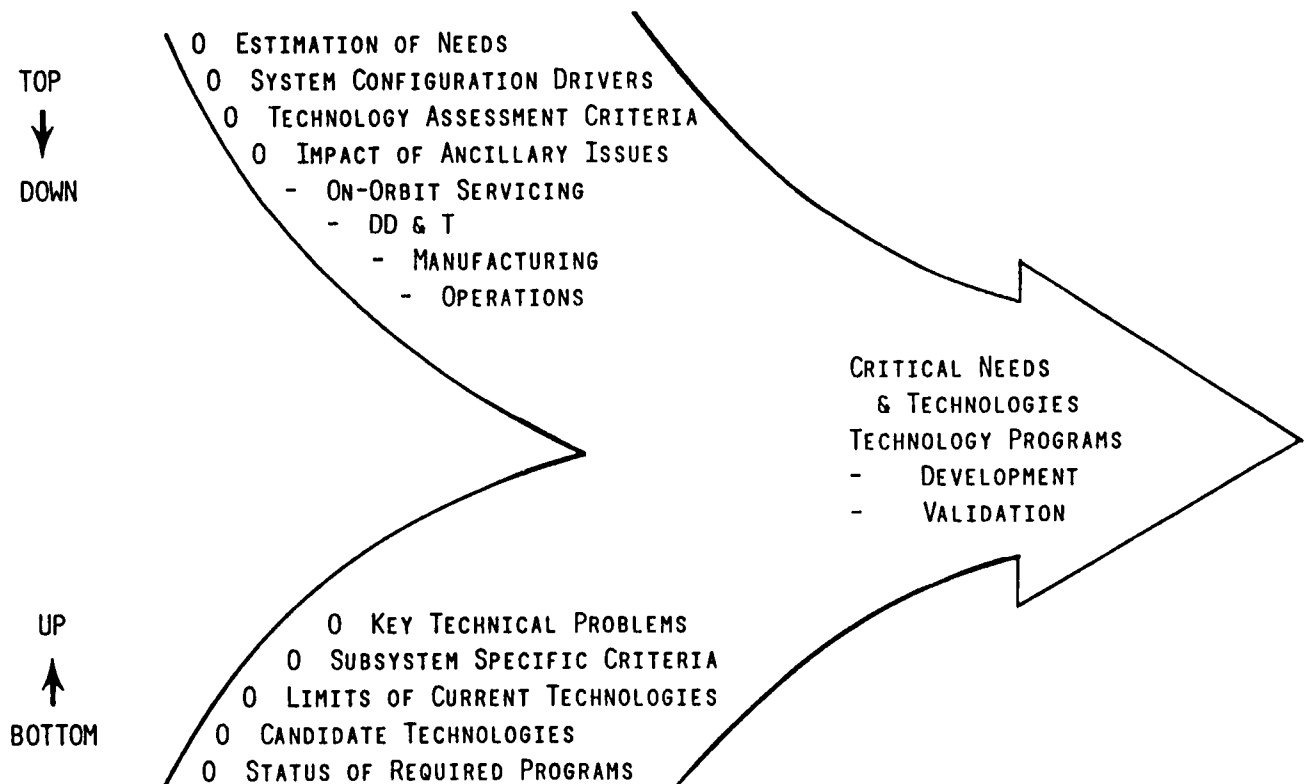 TOP
DOWN
O ESTIMATION OF NEEDS
O SYSTEM CONFIGURATION DRIVERS
O TECHNOLOGY ASSESSMENT CRITERIA
O IMPACT OF ANCILLARY ISSUES
- ON-ORBIT SERVICING
- DD & T
- MANUFACTURING
- OPERATIONS
CRITICAL NEEDS
& TECHNOLOGIES
TECHNOLOGY PROGRAMS
- DEVELOPMENT
- VALIDATION
UP
BOTTOM
O KEY TECHNICAL PROBLEMS
O SUBSYSTEM SPECIFIC CRITERIA
O LIMITS OF CURRENT TECHNOLOGIES
O CANDIDATE TECHNOLOGIES
O STATUS OF REQUIRED PROGRAMS